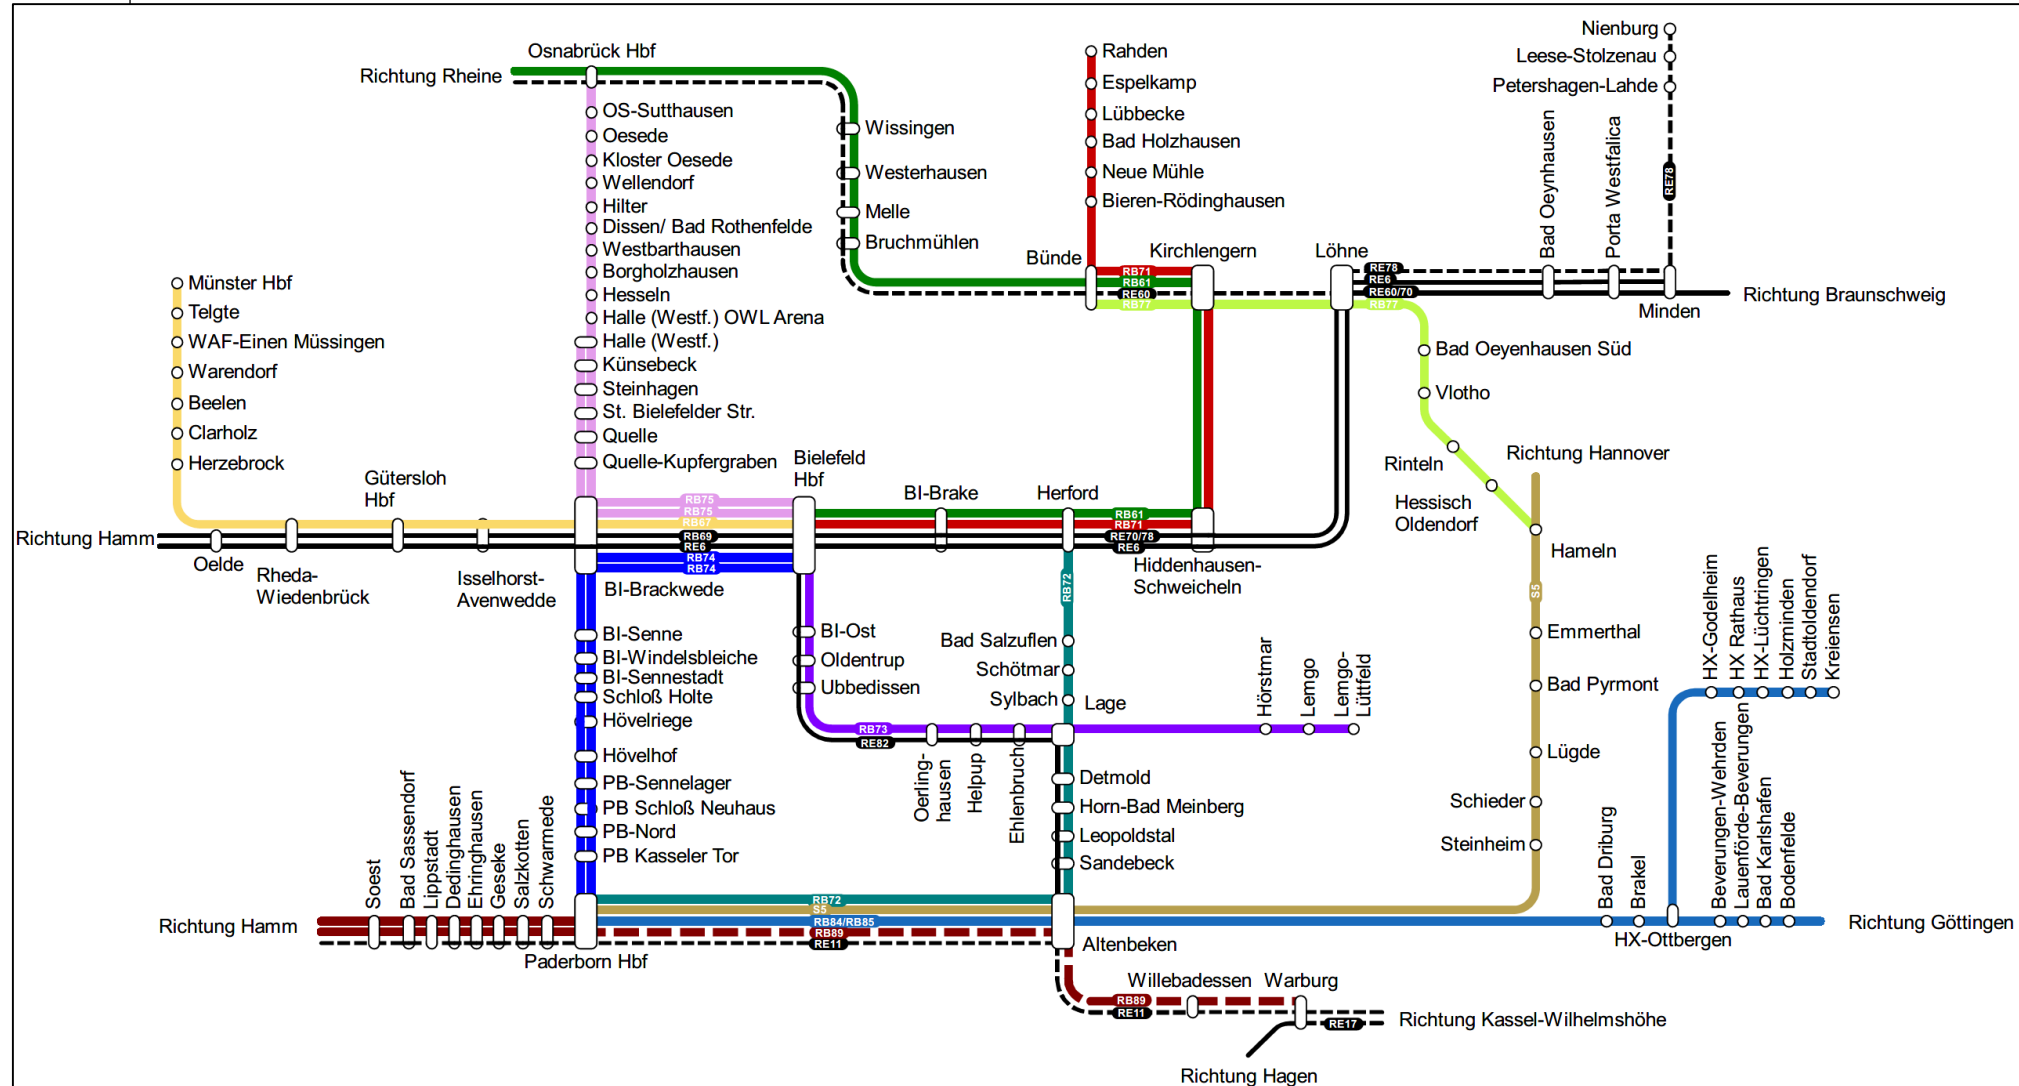 Osnabrück Hbf
Richtung Rheine
OS-Sutthausen
Oesede
Kloster Oesede
Wellendorf
Hilter
Dissen/ Bad Rothenfelde
Westbarthausen
Borgholzhausen
Hesseln
Halle (Westf.) OWL Arena
Halle (Westf.)
Künsebeck
Steinhagen
St. Bielefelder Str.
Quelle
Quelle-Kupfergraben
Wissingen
Westerhausen
Melle
Bruchmühlen
Rahden
Espelkamp
Lübbecke
Bad Holzhausen
Neue Mühle
Bieren-Rödinghausen
Bünde
Kirchlengern
Löhne
RB71
RB61
RE60
RB77
RE78
RE6
RE60/70
RB77
Bad Oeynhausen
Porta Westfalica
Nienburg
Leese-Stolzenau
Petershagen-Lahde
RE78
Minden
Richtung Braunschweig
Bad Oeyenhausen Süd
Vlotho
Rinteln
Hessisch
Oldendorf
Richtung Hannover
Hameln
S5
Emmerthal
Bad Pyrmont
Lügde
Schieder
Steinheim
Münster Hbf
Telgte
WAF-Einen Müssingen
Warendorf
Beelen
Clarholz
Herzebrock
Gütersloh
Hbf
Richtung Hamm
Oelde
Rheda-
Wiedenbrück
Isselhorst-
Avenwedde
BI-Brackwede
RB75
RB75
RB67
RB69
RE6
RB74
RB74
Bielefeld
Hbf
BI-Brake
Herford
RB61
RB71
RE70/78
RE6
Hiddenhausen-
Schweicheln
RB72
Bad Salzuflen
Schötmar
Sylbach
Lage
BI-Ost
Oldentrup
Ubbedissen
RB73
RE82
Oerling-
hausen
Helpup
Ehlenbruch
Hörstmar
Lemgo
Lemgo-
Lüttfeld
Detmold
Horn-Bad Meinberg
Leopoldstal
Sandebeck
BI-Senne
BI-Windelsbleiche
BI-Sennestadt
Schloß Holte
Hövelriege
Hövelhof
PB-Sennelager
PB Schloß Neuhaus
PB-Nord
PB Kasseler Tor
Richtung Hamm
Soest
Bad Sassendorf
Lippstadt
Dedinghausen
Ehringhausen
Geseke
Salzkotten
Schwarmede
Paderborn Hbf
RB72
S5
RB84/RB85
RB89
RE11
Altenbeken
Willebadessen
Warburg
RB89
RE11
RE17
Richtung Kassel-Wilhelmshöhe
Richtung Hagen
Bad Driburg
Brakel
HX-Ottbergen
HX-Godelheim
HX Rathaus
HX-Lüchtringen
Holzminden
Stadtoldendorf
Kreiensen
Beverungen-Wehrden
Lauenförde-Beverungen
Bad Karlshafen
Bodenfelde
Richtung Göttingen